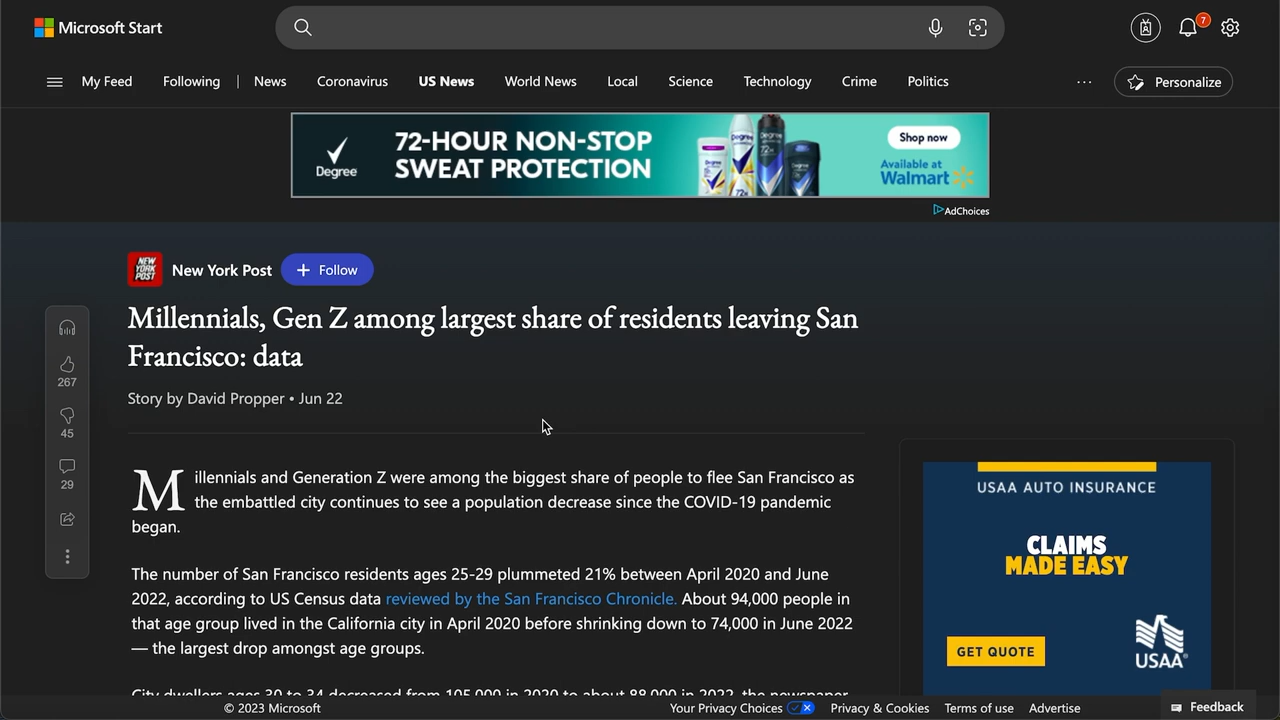 Microsoft Start
7
My Feed Following News Coronavirus US News World News Local Science Technology Crime Politics ... Personalize
Degree
72-HOUR NON-STOP
SWEAT PROTECTION
Shop now
Available at
Walmart
AdChoices
NEW YORK POST
New York Post
+ Follow
Millennials, Gen Z among largest share of residents leaving San
Francisco: data
Story by David Propper • Jun 22
267
45
29
Millennials and Generation Z were among the biggest share of people to flee San Francisco as
the embattled city continues to see a population decrease since the COVID-19 pandemic
began.
The number of San Francisco residents ages 25-29 plummeted 21% between April 2020 and June
2022, according to US Census data reviewed by the San Francisco Chronicle. About 94,000 people in
that age group lived in the California city in April 2020 before shrinking down to 74,000 in June 2022
— the largest drop amongst age groups.
City dwellers ages 30 to 34 decreased from 105,000 in 2020 to about 88,000 in 2022, the newspaper
USAA AUTO INSURANCE
CLAIMS
MADE EASY
GET QUOTE
USAA
© 2023 Microsoft
Your Privacy Choices Privacy & Cookies Terms of use Advertise
Feedback